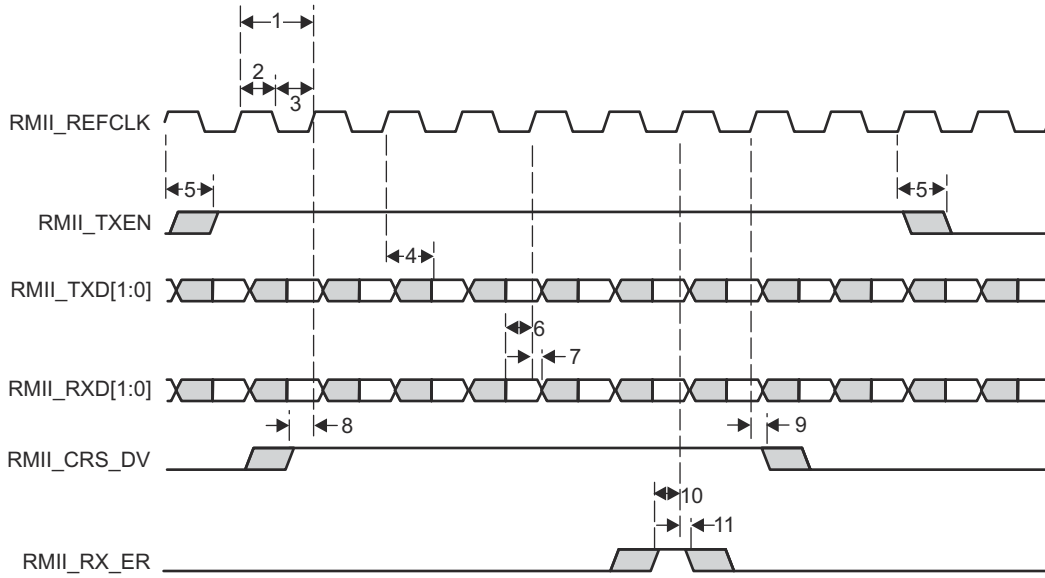 1
2
3
RMII_REFCLK
5
5
RMII_TXEN
4
RMII_TXD[1:0]
6
7
RMII_RXD[1:0]
8
9
RMII_CRS_DV
10
11
RMII_RX_ER